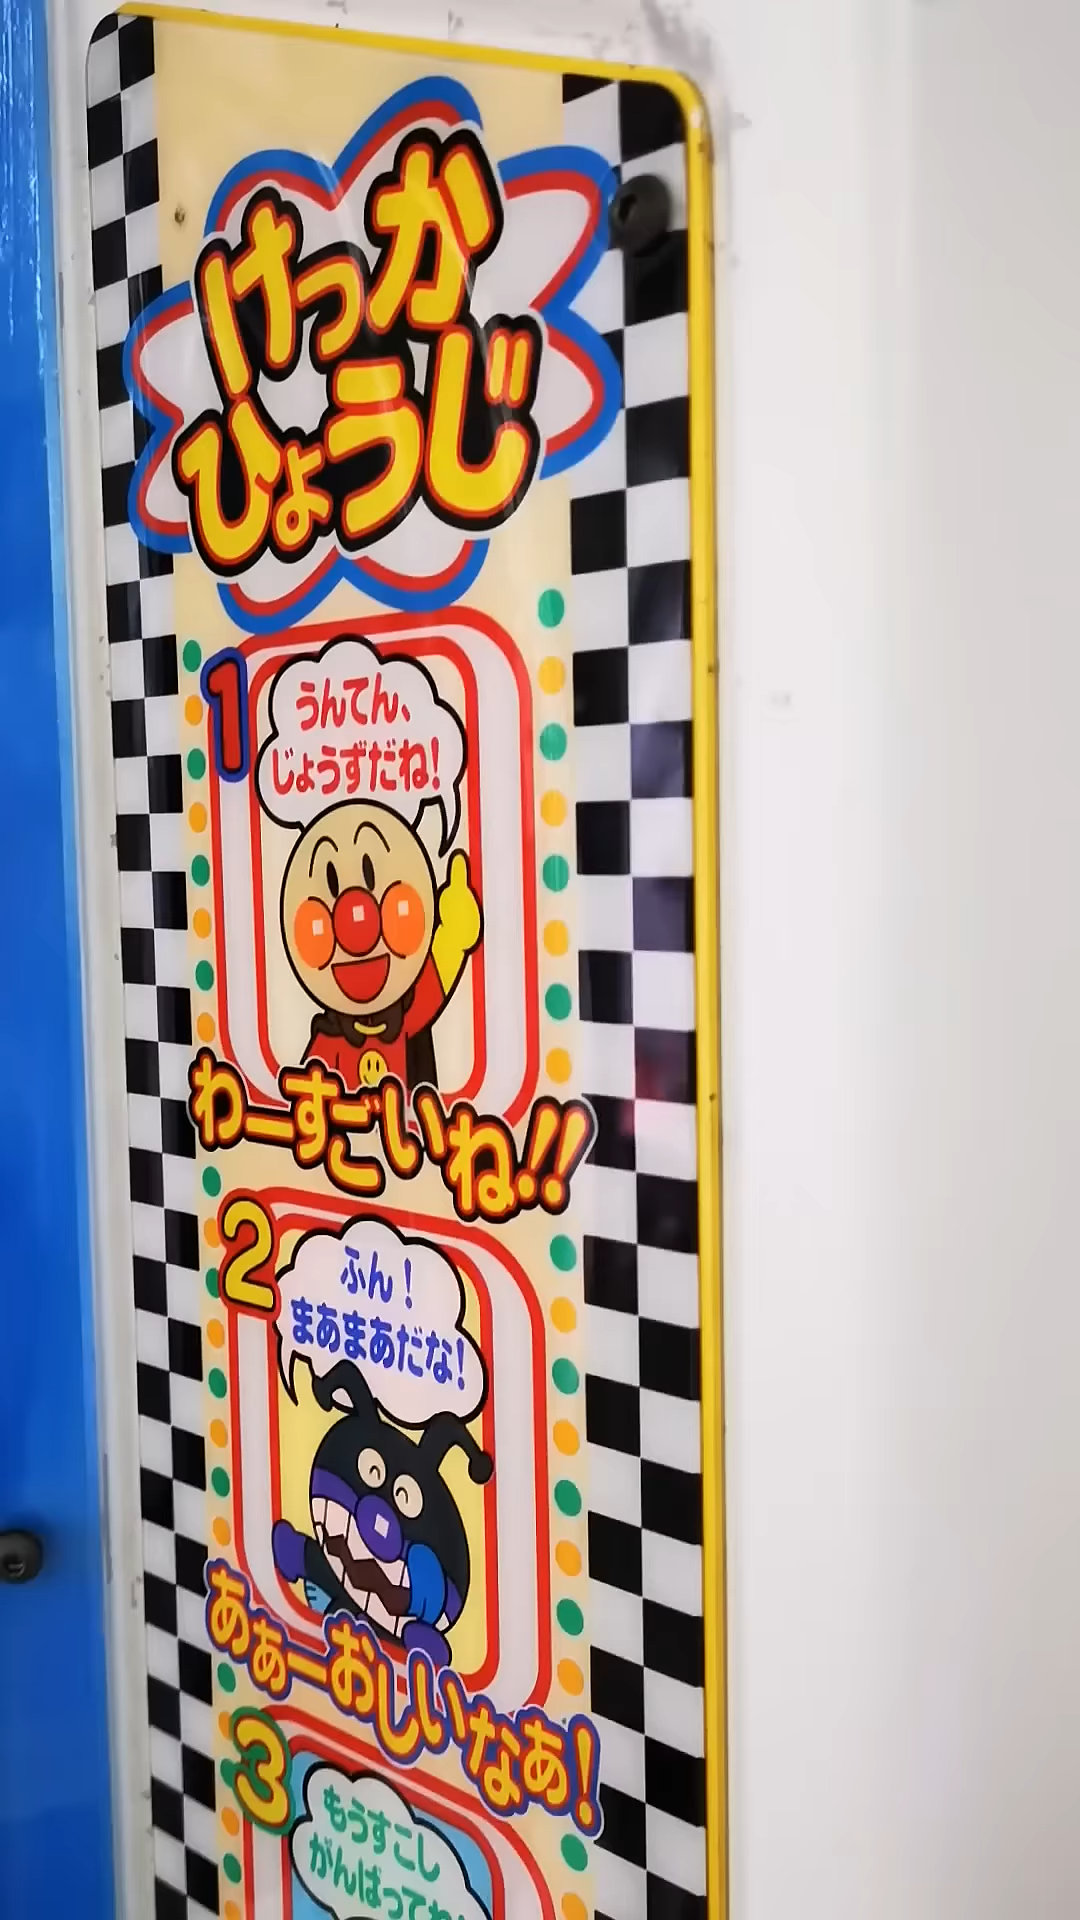 けっか
ひょうじ
1
うんてん、
じょうずだね!
わーすごいね!!
2
ふん!
まあまあだな!
あぁーおしいなあ!
3
もうすこし
がんばってね